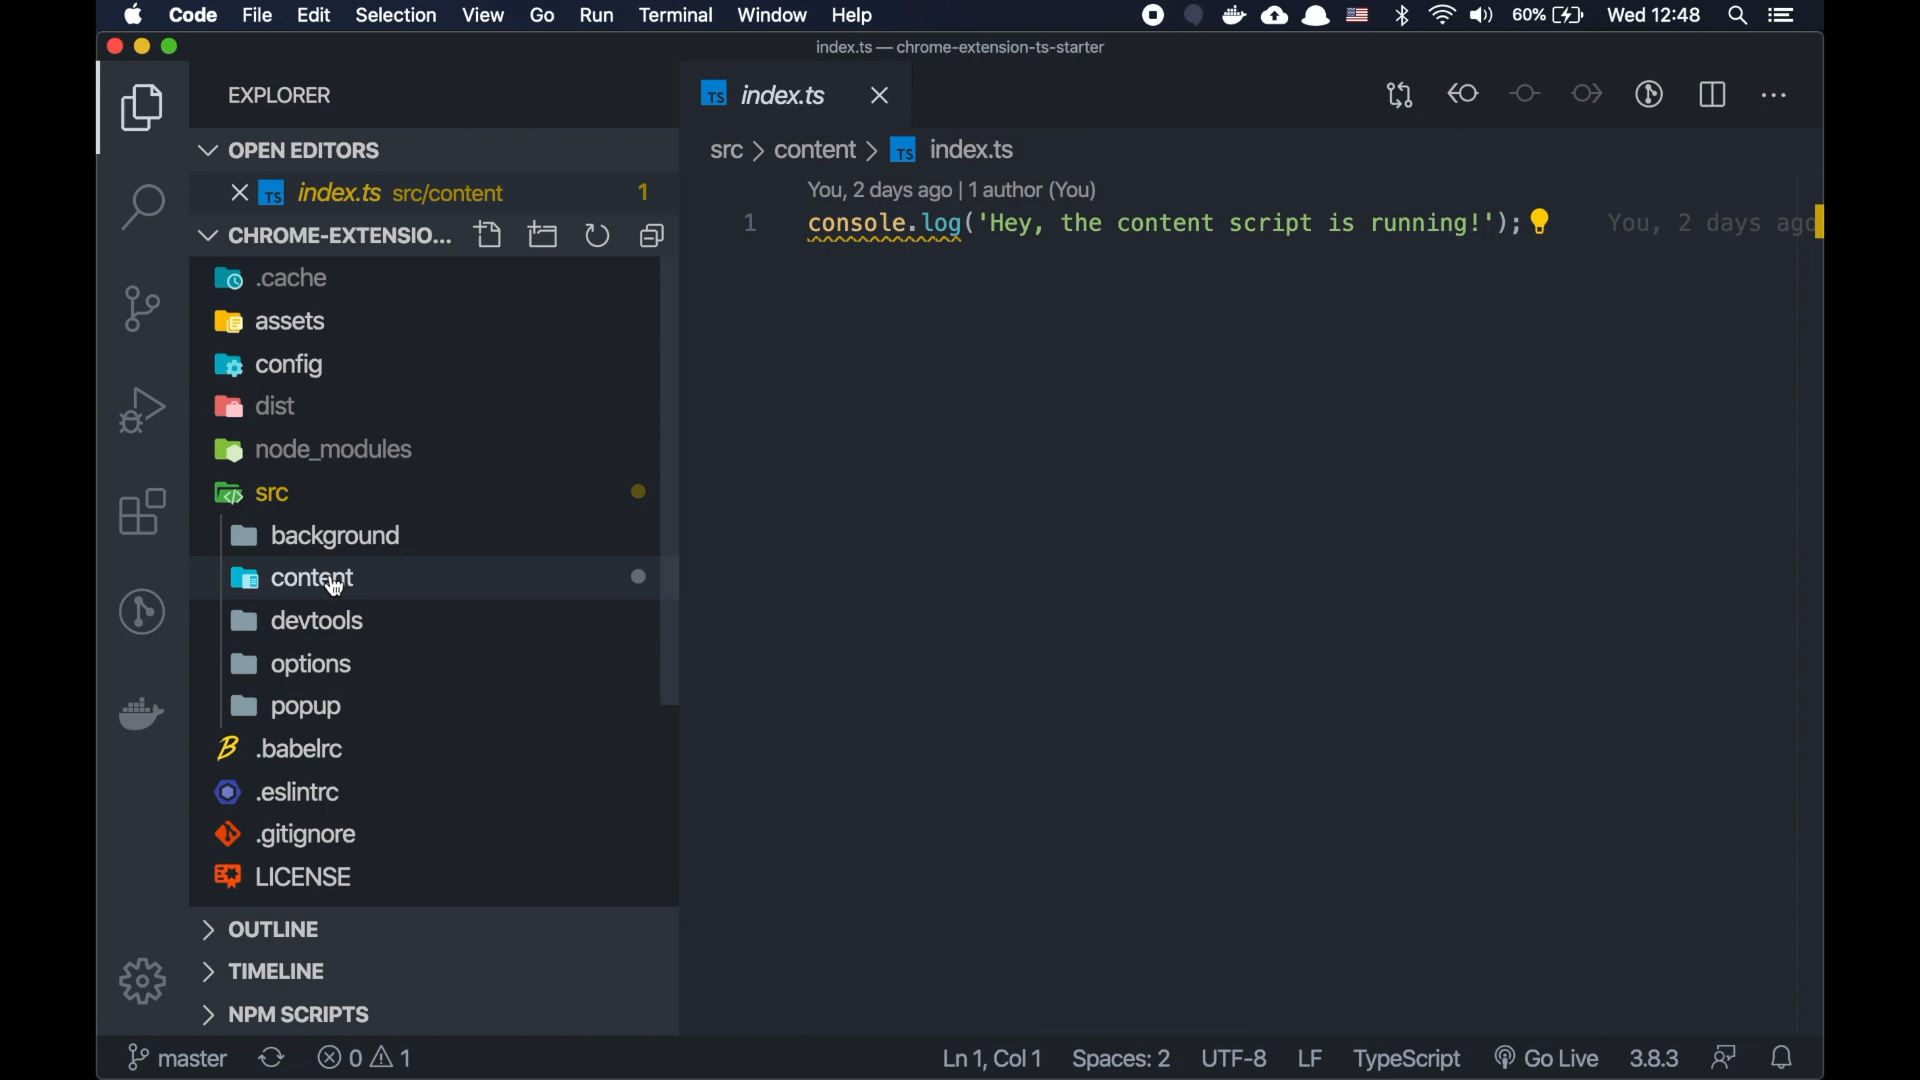 Code File Edit Selection View Go Run Terminal Window Help 60% Wed 12:48
index.ts — chrome-extension-ts-starter
EXPLORER
OPEN EDITORS
TS index.ts src/content 1
CHROME-EXTENSIO...
.cache
assets
config
dist
node_modules
src
background
content
devtools
options
popup
.babelrc
.eslintrc
.gitignore
LICENSE
OUTLINE
TIMELINE
NPM SCRIPTS
TS index.ts
src > content > TS index.ts
You, 2 days ago | 1 author (You)
1 console.log('Hey, the content script is running!'); You, 2 days ago
master 0 1 Ln 1, Col 1 Spaces: 2 UTF-8 LF TypeScript Go Live 3.8.3